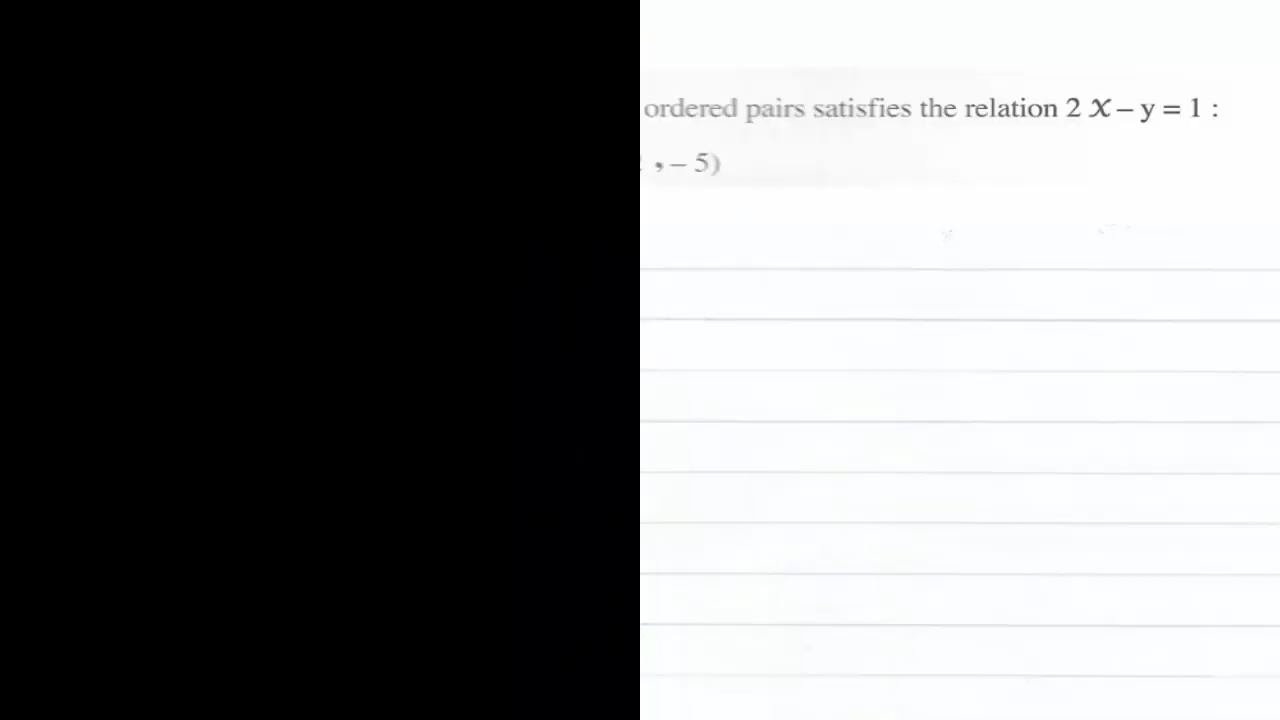 ordered pairs satisfies the relation 2 X – y = 1 :
, – 5)